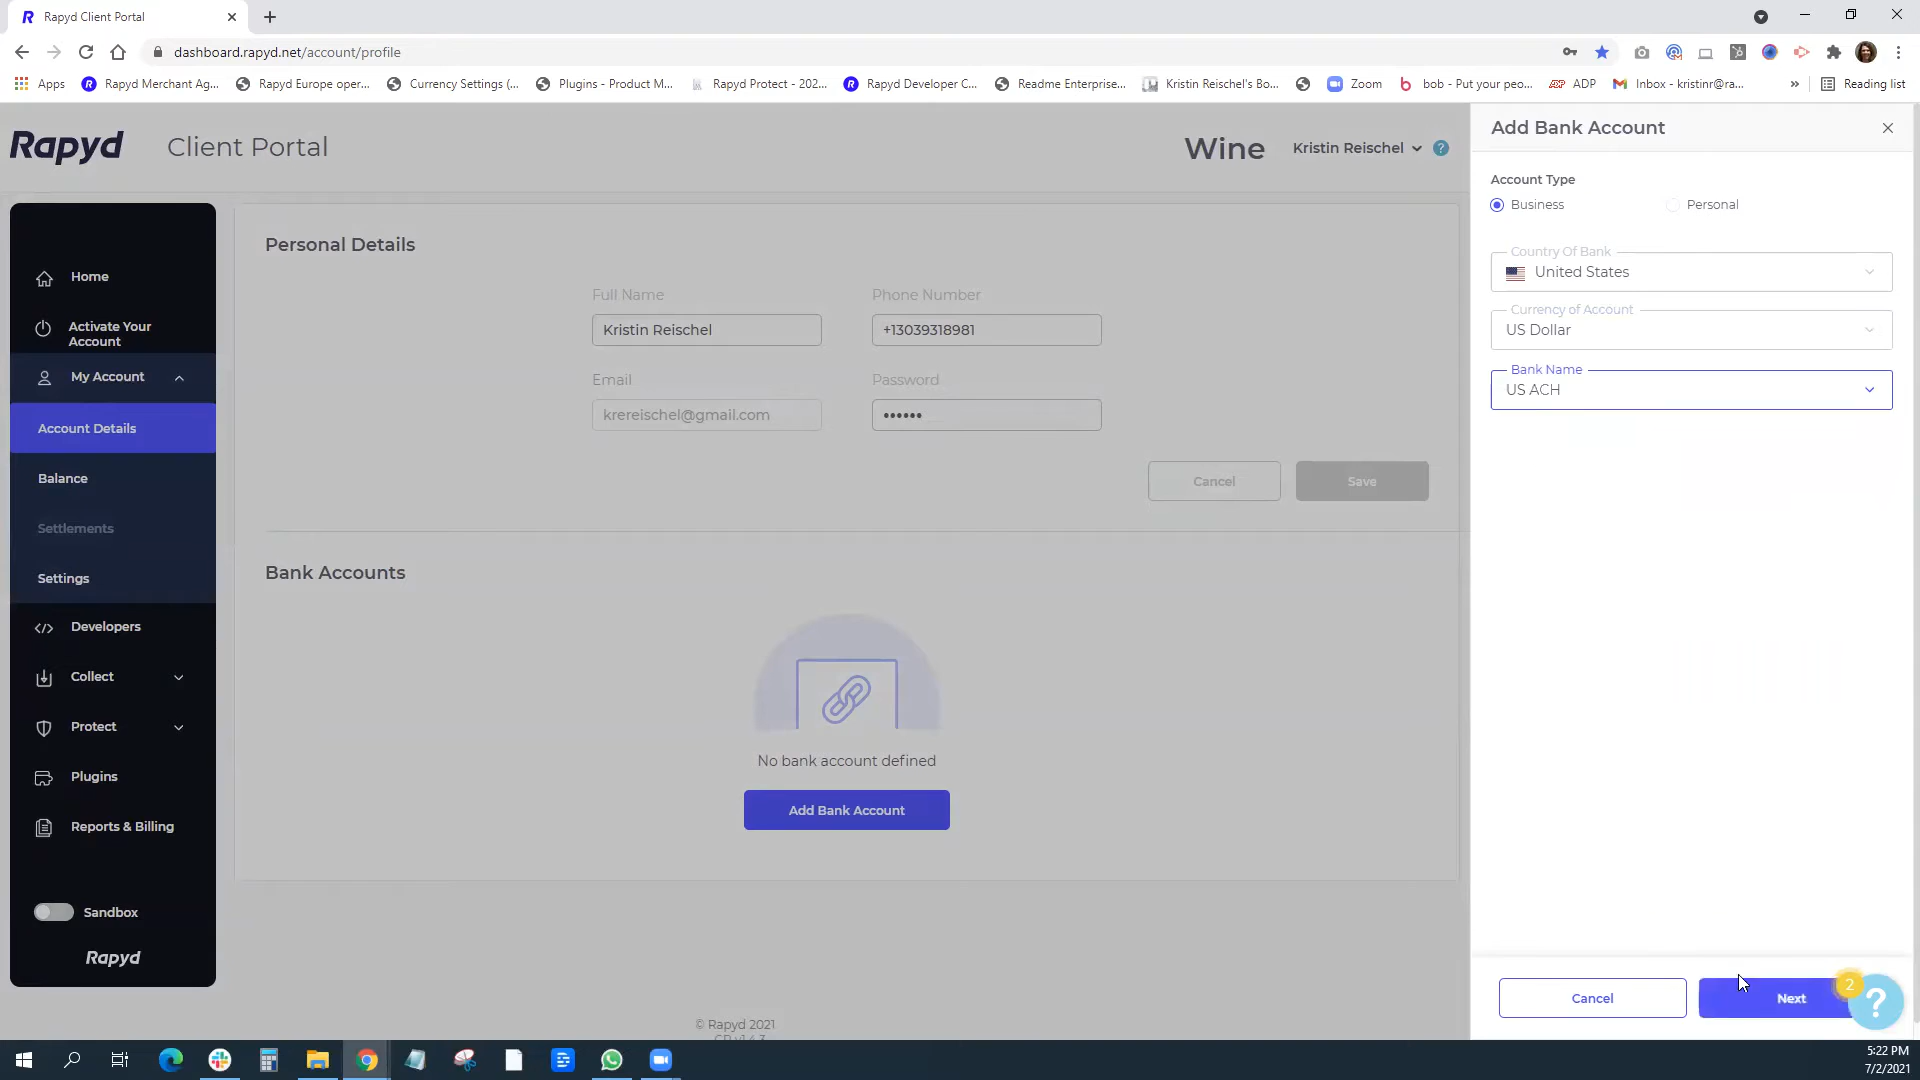 Rapyd Client Portal
dashboard.rapyd.net/account/profile
Apps
Rapyd Merchant Ag...
Rapyd Europe oper...
Currency Settings (...
Plugins - Product M...
Rapyd Protect - 202...
Rapyd Developer C...
Readme Enterprise...
Kristin Reischel's Bo...
Zoom
bob - Put your peo...
ADP
Inbox - kristinr@ra...
»
Reading list
Rapyd
Client Portal
Wine
Kristin Reischel
?
Home
Activate Your
Account
My Account
Account Details
Balance
Settlements
Settings
Developers
Collect
Protect
Plugins
Reports & Billing
Sandbox
Rapyd
Personal Details
Full Name
Phone Number
Kristin Reischel
+13039318981
Email
Password
krereischel@gmail.com
••••••
Cancel
Save
Bank Accounts
No bank account defined
Add Bank Account
© Rapyd 2021
CP v1.4.3
Add Bank Account
Account Type
Business
Personal
Country Of Bank
United States
Currency of Account
US Dollar
Bank Name
US ACH
Cancel
Next
2
?
5:22 PM
7/2/2021